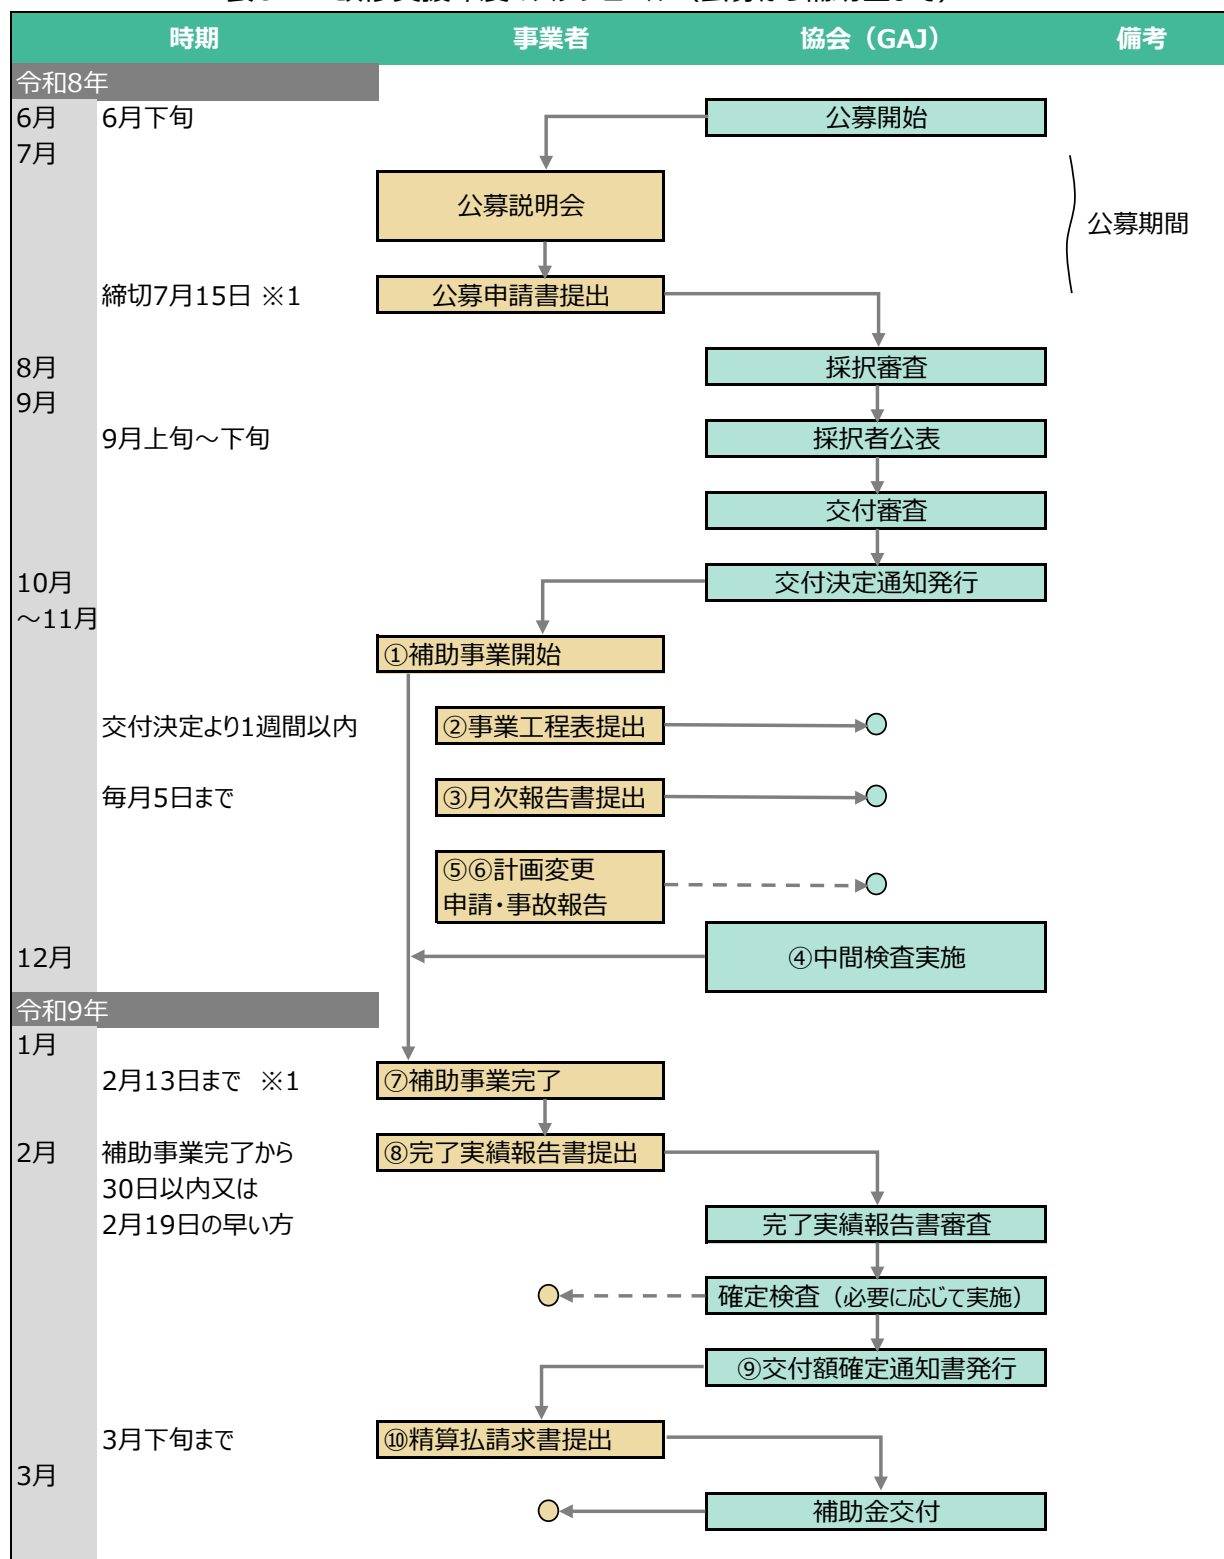 時期 事業者 協会（GAJ） 備考
令和8年
6月 6月下旬 公募開始
7月
公募説明会
公募期間
締切7月15日 ※1 公募申請書提出
8月 採択審査
9月
9月上旬～下旬 採択者公表
交付審査
10月 交付決定通知発行
～11月
①補助事業開始
交付決定より1週間以内 ②事業工程表提出
毎月5日まで ③月次報告書提出
⑤⑥計画変更
申請・事故報告
12月 ④中間検査実施
令和9年
1月
2月13日まで ※1 ⑦補助事業完了
2月 補助事業完了から ⑧完了実績報告書提出
30日以内又は
2月19日の早い方 完了実績報告書審査
確定検査（必要に応じて実施）
⑨交付額確定通知書発行
3月下旬まで ⑩精算払請求書提出
3月
補助金交付